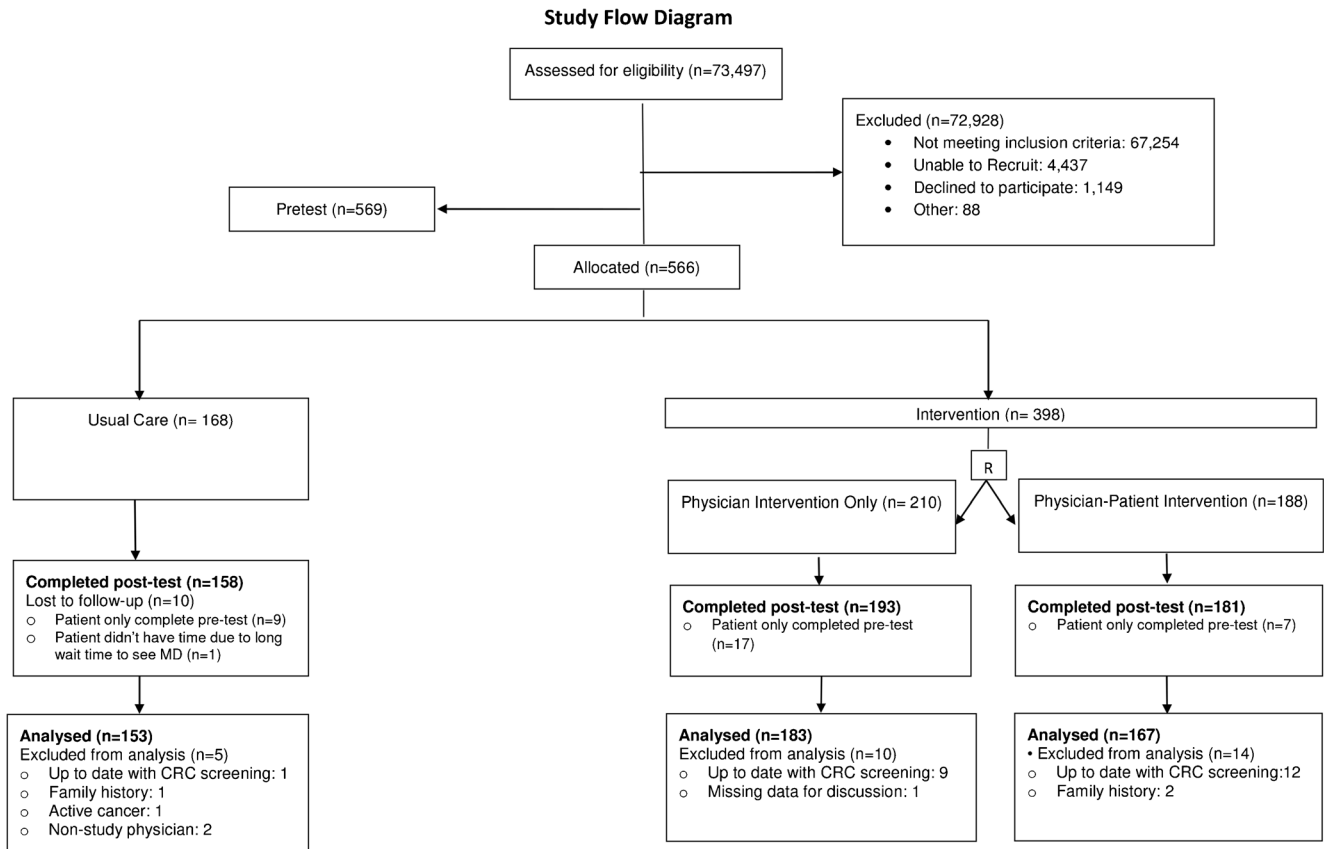 Study Flow Diagram
Assessed for eligibility (n=73,497)
Excluded (n=72,928)
• Not meeting inclusion criteria: 67,254
• Unable to Recruit: 4,437
• Declined to participate: 1,149
• Other: 88
Pretest (n=569)
Allocated (n=566)
Usual Care (n= 168)
Intervention (n= 398)
R
Physician Intervention Only (n= 210)
Physician-Patient Intervention (n=188)
Completed post-test (n=158)
Lost to follow-up (n=10)
o Patient only complete pre-test (n=9)
o Patient didn't have time due to long
wait time to see MD (n=1)
Completed post-test (n=193)
o Patient only completed pre-test
(n=17)
Completed post-test (n=181)
o Patient only completed pre-test (n=7)
Analysed (n=153)
Excluded from analysis (n=5)
o Up to date with CRC screening: 1
o Family history: 1
o Active cancer: 1
o Non-study physician: 2
Analysed (n=183)
Excluded from analysis (n=10)
o Up to date with CRC screening: 9
o Missing data for discussion: 1
Analysed (n=167)
• Excluded from analysis (n=14)
o Up to date with CRC screening:12
o Family history: 2